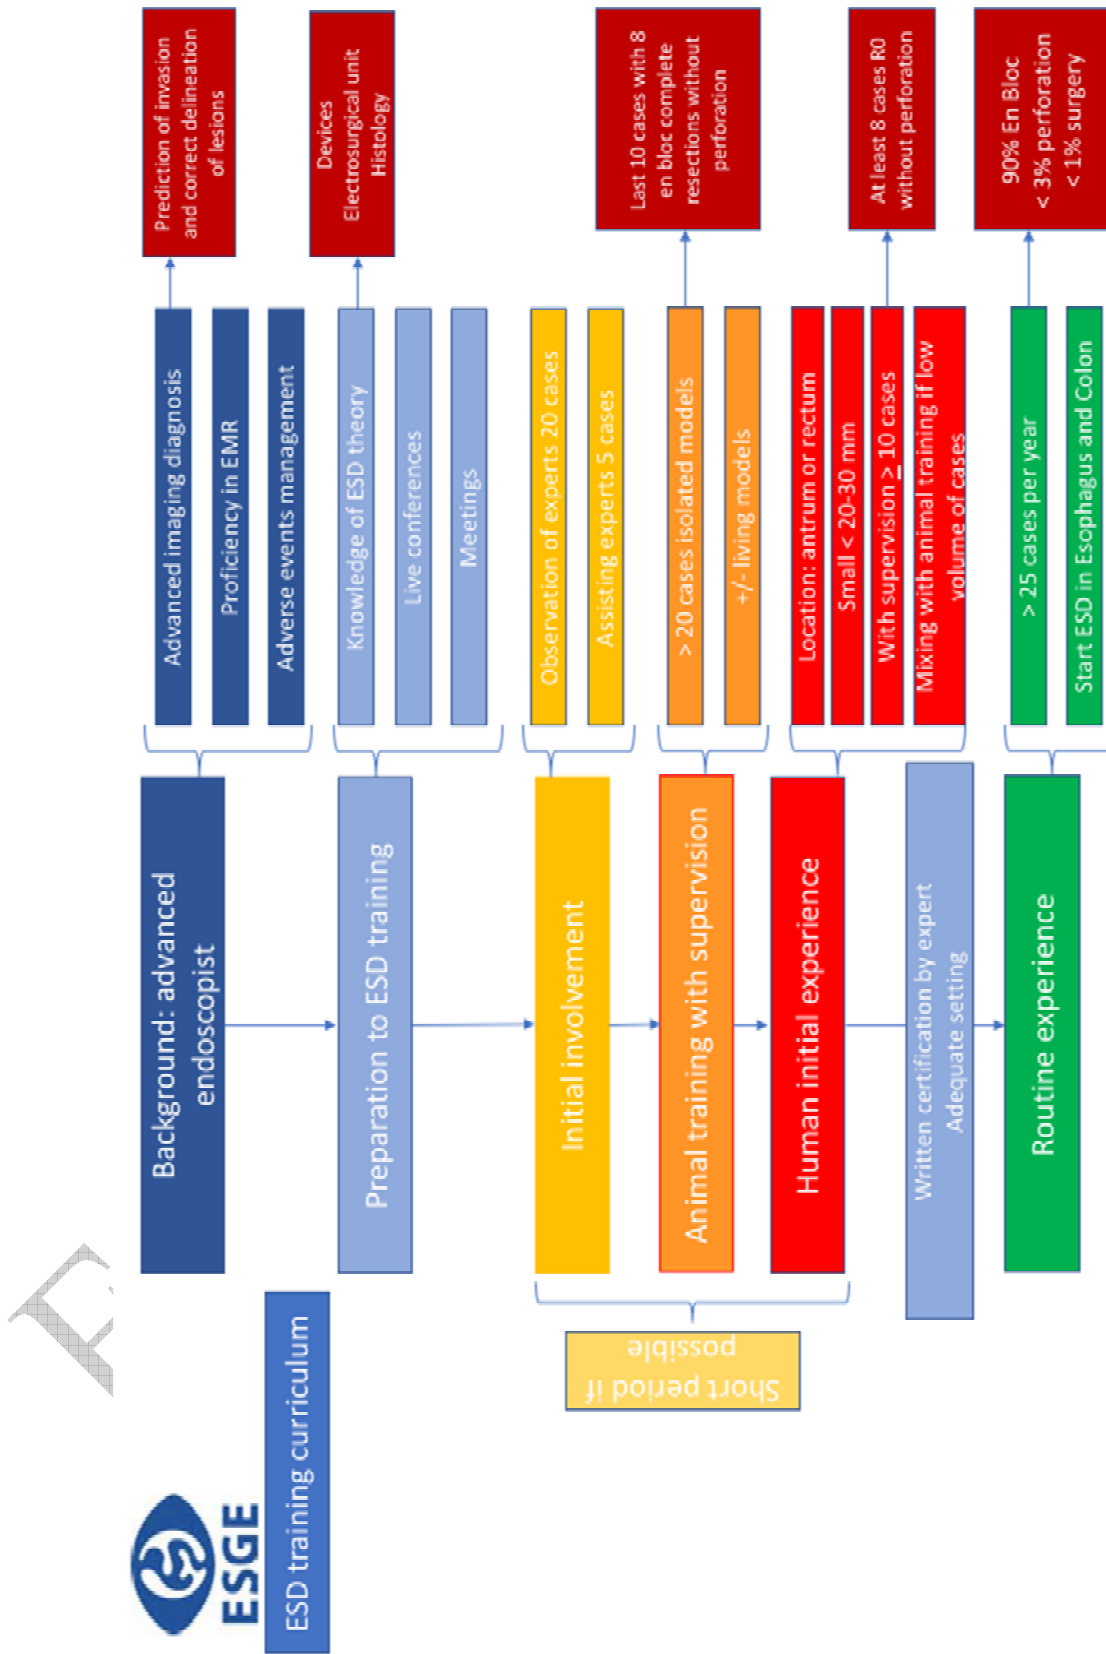 ESGE
ESD training curriculum
Background: advanced
endoscopist
Advanced imaging diagnosis
Proficiency in EMR
Adverse events management
Prediction of invasion
and correct delineation
of lesions
Preparation to ESD training
Knowledge of ESD theory
Live conferences
Meetings
Devices
Electrosurgical unit
Histology
Short period if
possible
Initial involvement
Observation of experts 20 cases
Assisting experts 5 cases
Animal training with supervision
> 20 cases isolated models
+/- living models
Last 10 cases with 8
en bloc complete
resections without
perforation
Human initial experience
Location: antrum or rectum
Small < 20-30 mm
With supervision ≥ 10 cases
Mixing with animal training if low
volume of cases
At least 8 cases R0
without perforation
Written certification by expert
Adequate setting
Routine experience
> 25 cases per year
Start ESD in Esophagus and Colon
90% En Bloc
< 3% perforation
< 1% surgery